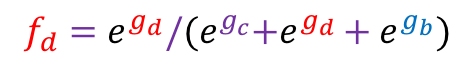 f_d = e^{g_d}/(e^{g_c}+e^{g_d} + e^{g_b})